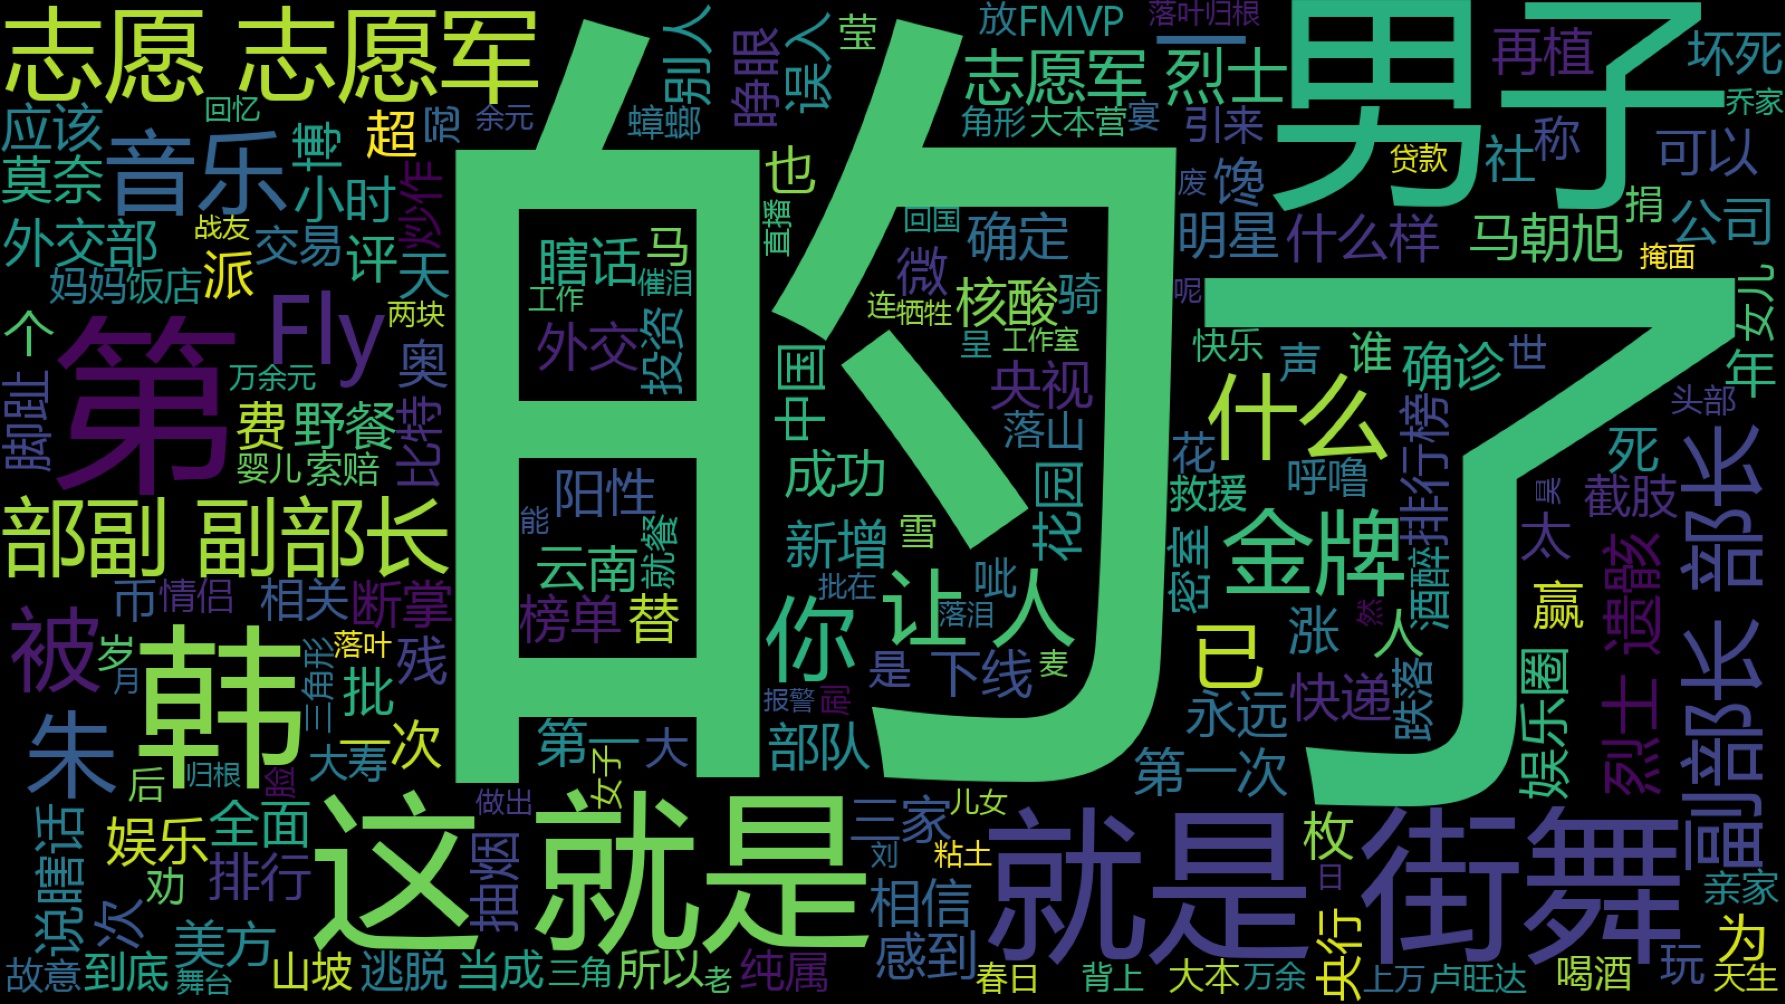 志愿 志愿军
的
男子
了
别人
睁眼
误人
莹
放FMVP
落叶归根
一
志愿军 烈士
再植
坏死
应该
回忆
音乐
博
超
余元
蟑螂
角形
大本营
宴
引来
称
乔家
可以
莫奈
小时
炒作
也
废
馋
贷款
社
捐
外交部
战友
交易
评
天
瞎话
马
直播
回国
确定
明星
什么样
马朝旭
公司
掩面
妈妈饭店
派
工作
催泪
微
连牺牲
核酸
骑
呢
女儿
个
Fly
两块
外交
投资
呈
工作室
快乐
声
谁
确诊
世
年
第
奥
万余元
中国
央视
什么
头部
脚趾
费
野餐
比特
落山
花
排行榜
死
婴儿
索赔
阳性
成功
花园
救援
呼噜
昊
截肢
部长
部副 副部长
能
云南
就餐
新增
雪
密室
金牌
太
币
情侣
相关
断掌
榜单
替
批在
呲
酒醉
赢
遗骸
被
岁
韩
三角形
落叶
残
你
让人
落泪
已
涨
然
人
月
批
是
下线
麦
快递
跌落
娱乐圈
烈士
副部长
朱
大寿
一次
第一
大
报警
部队
永远
第一次
后
归根
脸
女子
做出
三家
儿女
说瞎话
娱乐
全面
这
就是
抽烟
刘
粘土
就是
街舞
枚
日
劝
排行
次
相信
亲家
美方
感到
央行
为
故意
到底
舞台
山坡
逃脱
当成
三角
所以
老
纯属
春日
背上
大本
万余
上万
卢旺达
喝酒
玩
天生